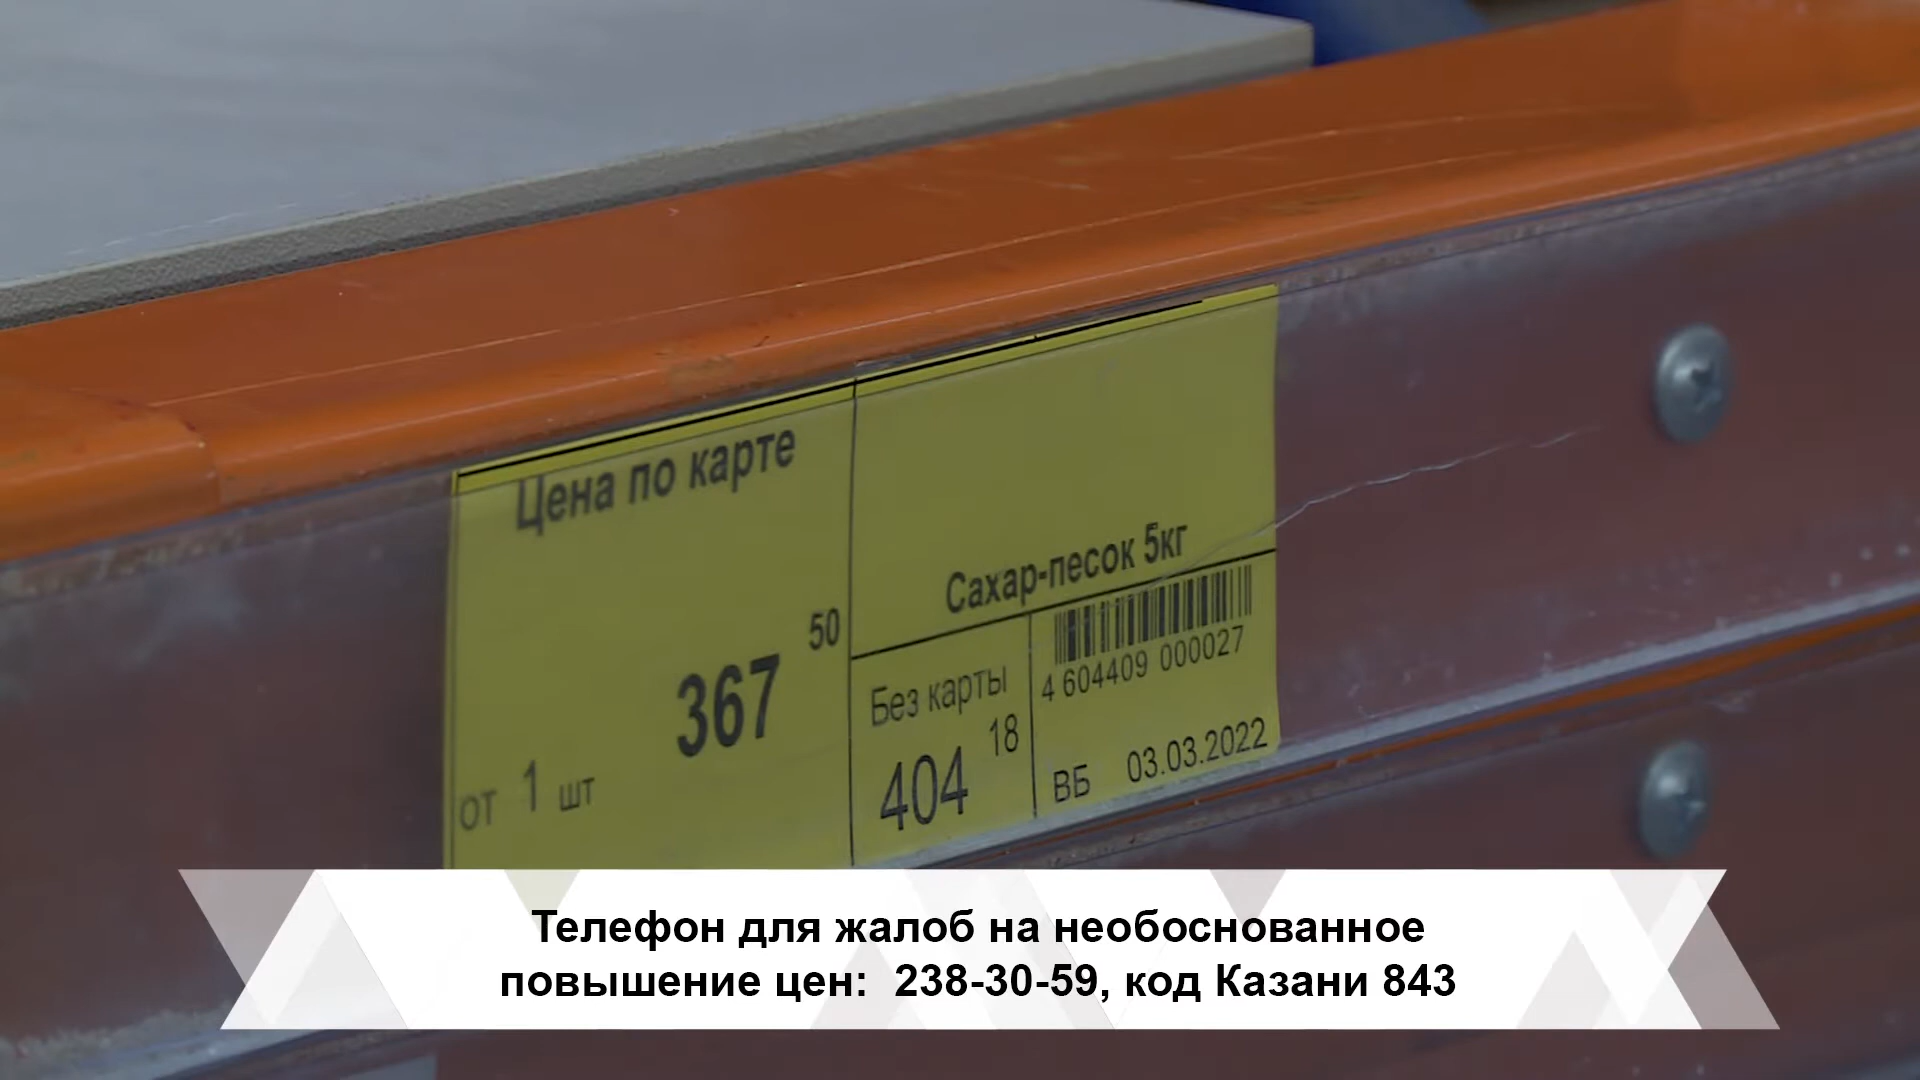 Цена по карте
367 50
от 1 шт
Сахар-песок 5кг
Без карты
404 18
4 604409 000027
ВБ 03.03.2022
Телефон для жалоб на необоснованное
повышение цен: 238-30-59, код Казани 843